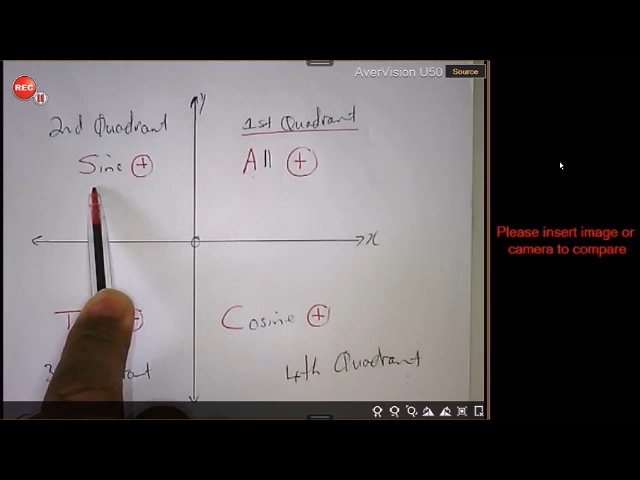 AverVision U50
Source
REC
y
2nd Quadrant
1st Quadrant
Sine +
All +
x
Please insert image or
camera to compare
T +
Cosine +
4th Quadrant